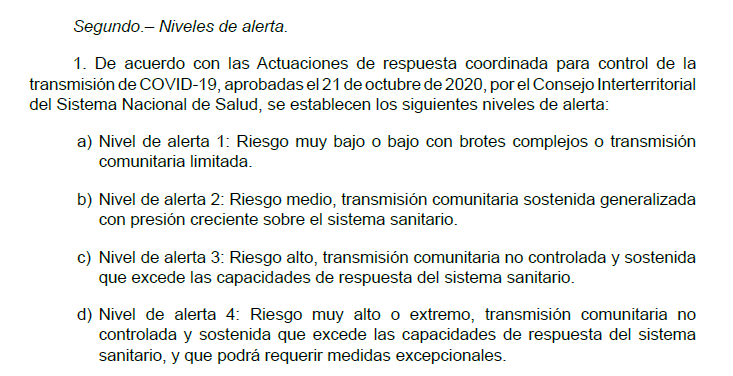 Segundo.– Niveles de alerta.
1. De acuerdo con las Actuaciones de respuesta coordinada para control de la
transmisión de COVID-19, aprobadas el 21 de octubre de 2020, por el Consejo Interterritorial
del Sistema Nacional de Salud, se establecen los siguientes niveles de alerta:
a) Nivel de alerta 1: Riesgo muy bajo o bajo con brotes complejos o transmisión
comunitaria limitada.
b) Nivel de alerta 2: Riesgo medio, transmisión comunitaria sostenida generalizada
con presión creciente sobre el sistema sanitario.
c) Nivel de alerta 3: Riesgo alto, transmisión comunitaria no controlada y sostenida
que excede las capacidades de respuesta del sistema sanitario.
d) Nivel de alerta 4: Riesgo muy alto o extremo, transmisión comunitaria no
controlada y sostenida que excede las capacidades de respuesta del sistema
sanitario, y que podrá requerir medidas excepcionales.